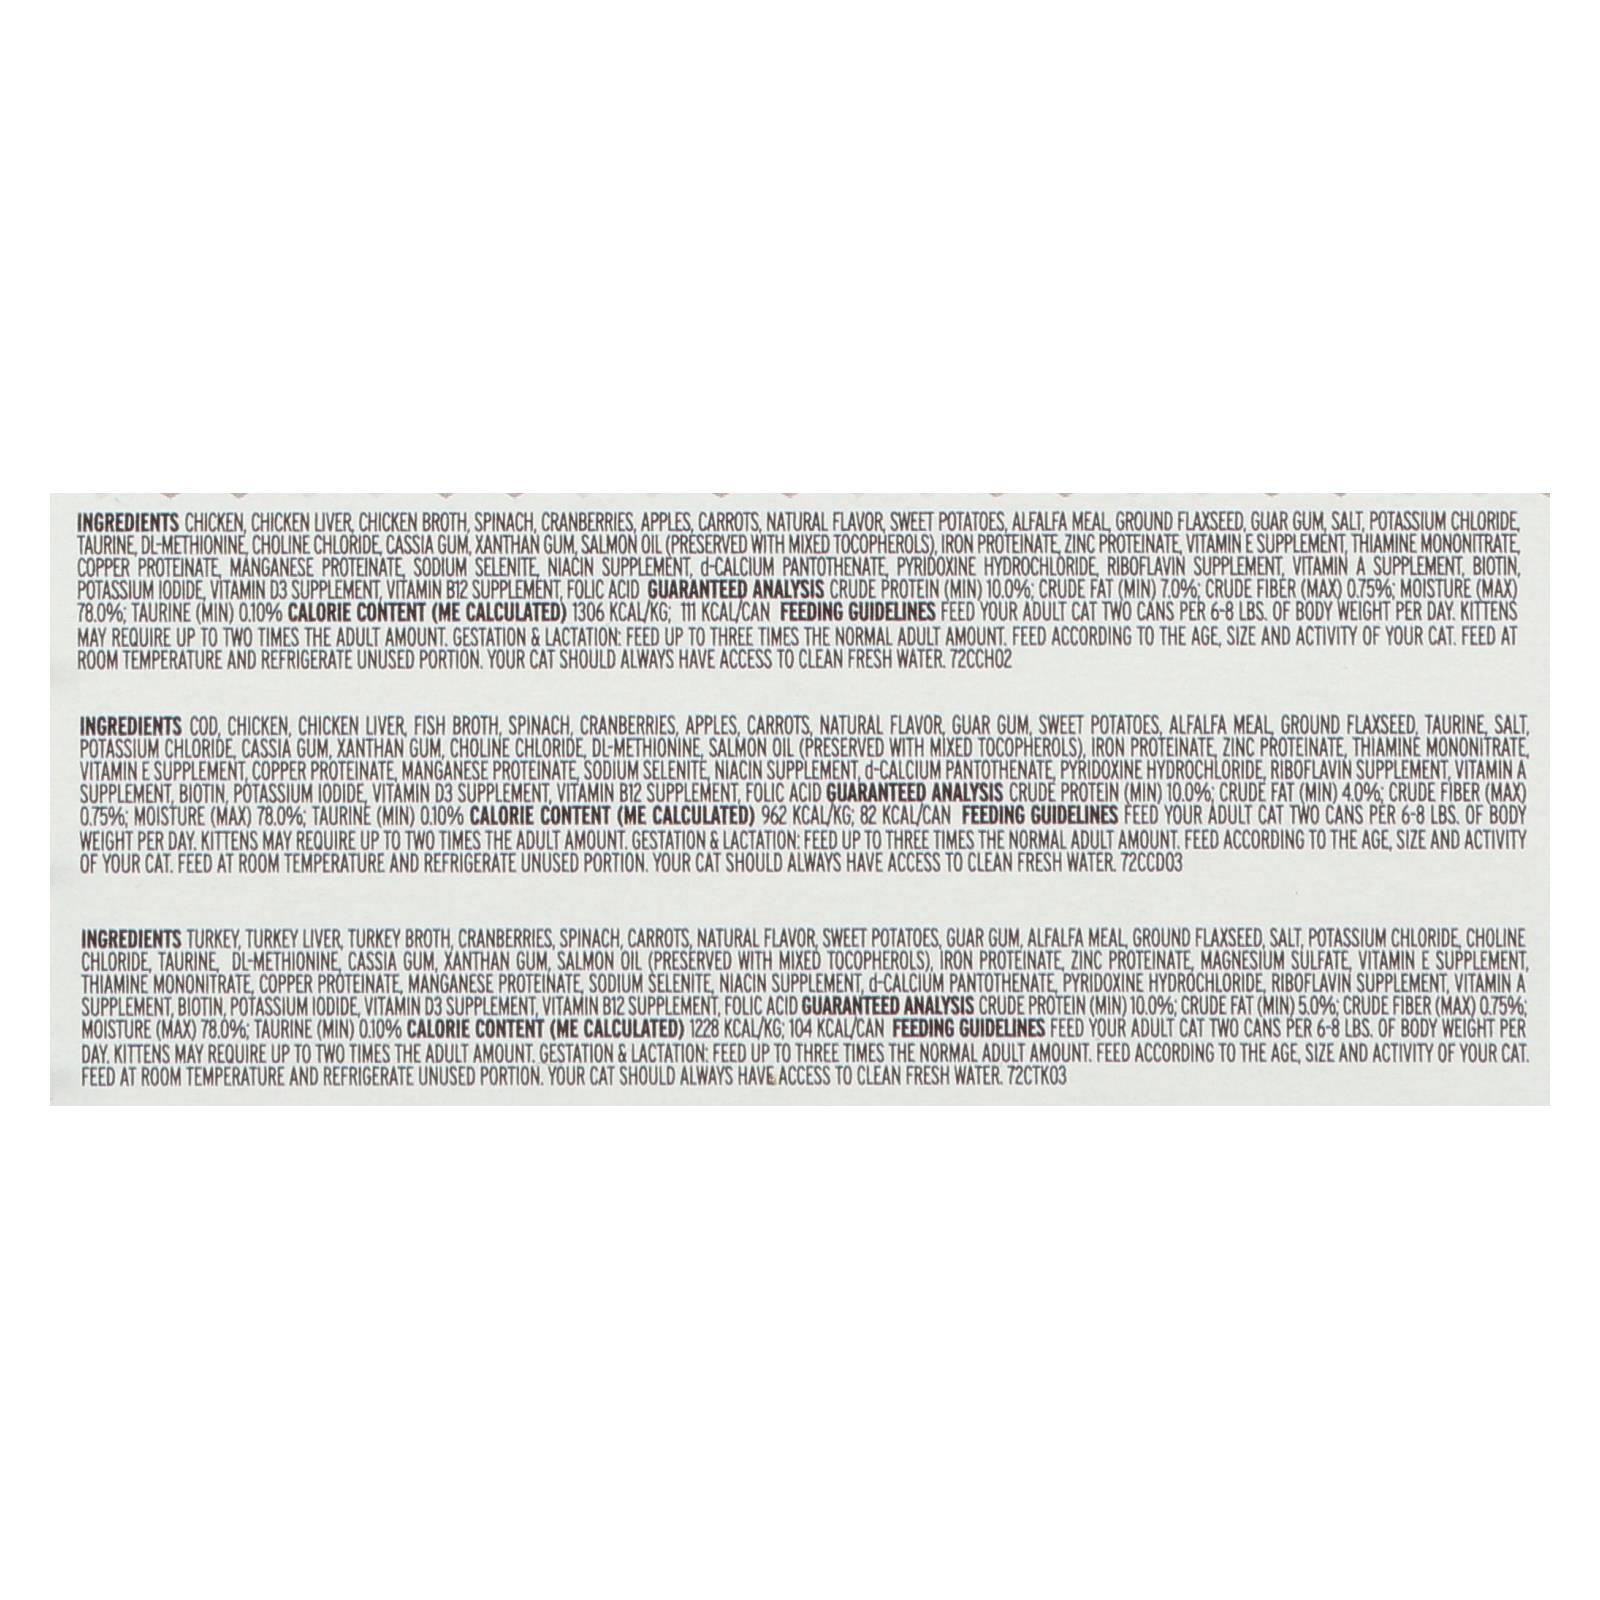 INGREDIENTS CHICKEN, CHICKEN LIVER, CHICKEN BROTH, SPINACH, CRANBERRIES, APPLES, CARROTS, NATURAL FLAVOR, SWEET POTATOES, ALFALFA MEAL, GROUND FLAXSEED, GUAR GUM, SALT, POTASSIUM CHLORIDE,
TAURINE, DL-METHIONINE, CHOLINE CHLORIDE, CASSIA GUM, XANTHAN GUM, SALMON OIL (PRESERVED WITH MIXED TOCOPHEROLS), IRON PROTEINATE, ZINC PROTEINATE, VITAMIN E SUPPLEMENT, THIAMINE MONONITRATE,
COPPER PROTEINATE, MANGANESE PROTEINATE, SODIUM SELENITE, NIACIN SUPPLEMENT, d-CALCIUM PANTOTHENATE, PYRIDOXINE HYDROCHLORIDE, RIBOFLAVIN SUPPLEMENT, VITAMIN A SUPPLEMENT, BIOTIN,
POTASSIUM IODIDE, VITAMIN D3 SUPPLEMENT, VITAMIN B12 SUPPLEMENT, FOLIC ACID GUARANTEED ANALYSIS CRUDE PROTEIN (MIN) 10.0%; CRUDE FAT (MIN) 7.0%; CRUDE FIBER (MAX) 0.75%; MOISTURE (MAX)
78.0%; TAURINE (MIN) 0.10% CALORIE CONTENT (ME CALCULATED) 1306 KCAL/KG; 111 KCAL/CAN FEEDING GUIDELINES FEED YOUR ADULT CAT TWO CANS PER 6-8 LBS. OF BODY WEIGHT PER DAY. KITTENS
MAY REQUIRE UP TO TWO TIMES THE ADULT AMOUNT. GESTATION & LACTATION: FEED UP TO THREE TIMES THE NORMAL ADULT AMOUNT. FEED ACCORDING TO THE AGE, SIZE AND ACTIVITY OF YOUR CAT. FEED AT
ROOM TEMPERATURE AND REFRIGERATE UNUSED PORTION. YOUR CAT SHOULD ALWAYS HAVE ACCESS TO CLEAN FRESH WATER. 72CCH02
INGREDIENTS COD, CHICKEN, CHICKEN LIVER, FISH BROTH, SPINACH, CRANBERRIES, APPLES, CARROTS, NATURAL FLAVOR, GUAR GUM, SWEET POTATOES, ALFALFA MEAL, GROUND FLAXSEED, TAURINE, SALT,
POTASSIUM CHLORIDE, CASSIA GUM, XANTHAN GUM, CHOLINE CHLORIDE, DL-METHIONINE, SALMON OIL (PRESERVED WITH MIXED TOCOPHEROLS), IRON PROTEINATE, ZINC PROTEINATE, THIAMINE MONONITRATE,
VITAMIN E SUPPLEMENT, COPPER PROTEINATE, MANGANESE PROTEINATE, SODIUM SELENITE, NIACIN SUPPLEMENT, d-CALCIUM PANTOTHENATE, PYRIDOXINE HYDROCHLORIDE, RIBOFLAVIN SUPPLEMENT, VITAMIN A
SUPPLEMENT, BIOTIN, POTASSIUM IODIDE, VITAMIN D3 SUPPLEMENT, VITAMIN B12 SUPPLEMENT, FOLIC ACID GUARANTEED ANALYSIS CRUDE PROTEIN (MIN) 10.0%; CRUDE FAT (MIN) 4.0%; CRUDE FIBER (MAX)
0.75%; MOISTURE (MAX) 78.0%; TAURINE (MIN) 0.10% CALORIE CONTENT (ME CALCULATED) 962 KCAL/KG; 82 KCAL/CAN FEEDING GUIDELINES FEED YOUR ADULT CAT TWO CANS PER 6-8 LBS. OF BODY
WEIGHT PER DAY. KITTENS MAY REQUIRE UP TO TWO TIMES THE ADULT AMOUNT. GESTATION & LACTATION: FEED UP TO THREE TIMES THE NORMAL ADULT AMOUNT. FEED ACCORDING TO THE AGE, SIZE AND ACTIVITY
OF YOUR CAT. FEED AT ROOM TEMPERATURE AND REFRIGERATE UNUSED PORTION. YOUR CAT SHOULD ALWAYS HAVE ACCESS TO CLEAN FRESH WATER. 72CCD03
INGREDIENTS TURKEY, TURKEY LIVER, TURKEY BROTH, CRANBERRIES, SPINACH, CARROTS, NATURAL FLAVOR, SWEET POTATOES, GUAR GUM, ALFALFA MEAL, GROUND FLAXSEED, SALT, POTASSIUM CHLORIDE, CHOLINE
CHLORIDE, TAURINE, DL-METHIONINE, CASSIA GUM, XANTHAN GUM, SALMON OIL (PRESERVED WITH MIXED TOCOPHEROLS), IRON PROTEINATE, ZINC PROTEINATE, MAGNESIUM SULFATE, VITAMIN E SUPPLEMENT,
THIAMINE MONONITRATE, COPPER PROTEINATE, MANGANESE PROTEINATE, SODIUM SELENITE, NIACIN SUPPLEMENT, d-CALCIUM PANTOTHENATE, PYRIDOXINE HYDROCHLORIDE, RIBOFLAVIN SUPPLEMENT, VITAMIN A
SUPPLEMENT, BIOTIN, POTASSIUM IODIDE, VITAMIN D3 SUPPLEMENT, VITAMIN B12 SUPPLEMENT, FOLIC ACID GUARANTEED ANALYSIS CRUDE PROTEIN (MIN) 10.0%; CRUDE FAT (MIN) 5.0%; CRUDE FIBER (MAX) 0.75%;
MOISTURE (MAX) 78.0%; TAURINE (MIN) 0.10% CALORIE CONTENT (ME CALCULATED) 1228 KCAL/KG; 104 KCAL/CAN FEEDING GUIDELINES FEED YOUR ADULT CAT TWO CANS PER 6-8 LBS. OF BODY WEIGHT PER
DAY. KITTENS MAY REQUIRE UP TO TWO TIMES THE ADULT AMOUNT. GESTATION & LACTATION: FEED UP TO THREE TIMES THE NORMAL ADULT AMOUNT. FEED ACCORDING TO THE AGE, SIZE AND ACTIVITY OF YOUR CAT.
FEED AT ROOM TEMPERATURE AND REFRIGERATE UNUSED PORTION. YOUR CAT SHOULD ALWAYS HAVE ACCESS TO CLEAN FRESH WATER. 72CTK03